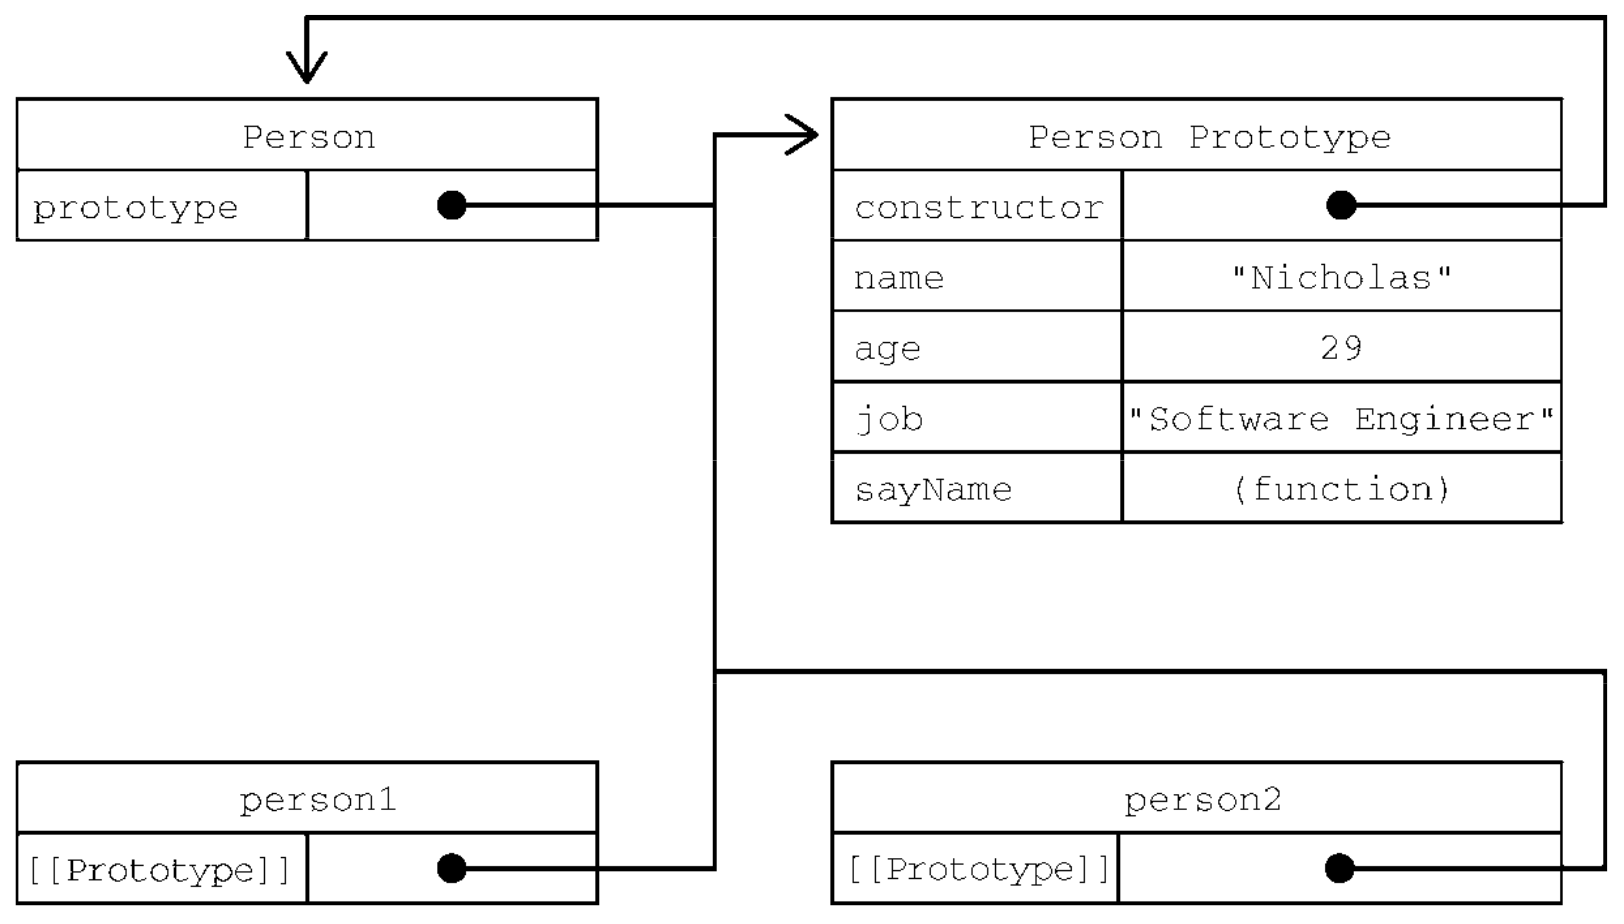 Person
prototype
Person Prototype
constructor
name "Nicholas"
age 29
job "Software Engineer"
sayName (function)
person1
[[Prototype]]
person2
[[Prototype]]